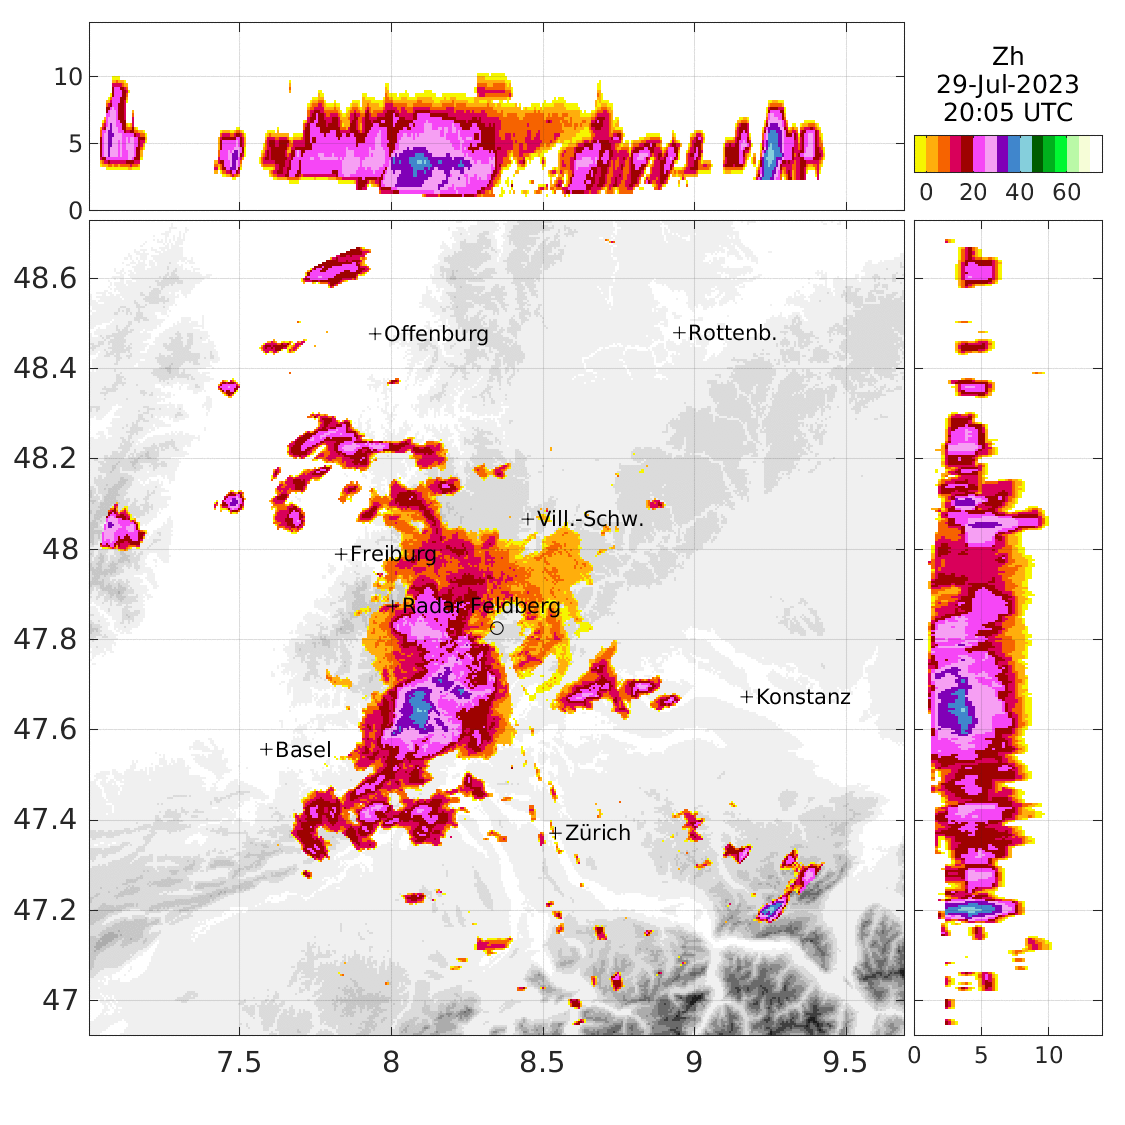 10
5
0
Zh
29-Jul-2023
20:05 UTC
0 20 40 60
48.6
48.4
48.2
48
47.8
47.6
47.4
47.2
47
+Offenburg
+Rottenb.
+Vill.-Schw.
+Freiburg
+Radar Feldberg
+Konstanz
+Basel
+Zürich
7.5 8 8.5 9 9.5
0 5 10